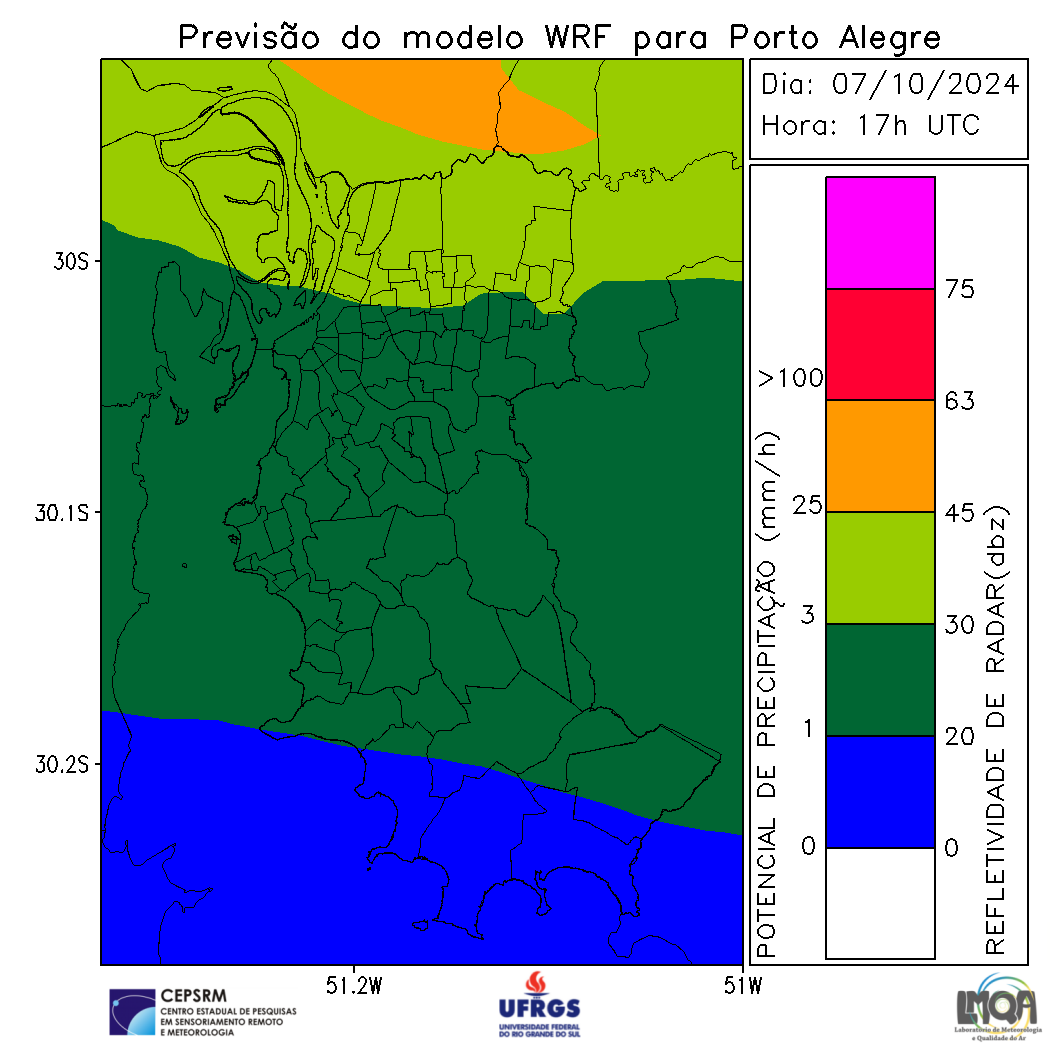 Previsão do modelo WRF para Porto Alegre
Dia: 07/10/2024
Hora: 17h UTC
30S
30.1S
30.2S
51.2W
51W
POTENCIAL DE PRECIPITAÇÃO (mm/h)
>100
25
3
1
0
75
63
45
30
20
0
REFLETIVIDADE DE RADAR(dbz)
CEPSRM
CENTRO ESTADUAL DE PESQUISAS
EM SENSORIAMENTO REMOTO
E METEOROLOGIA
UFRGS
UNIVERSIDADE FEDERAL
DO RIO GRANDE DO SUL
LMQA
Laboratório de Meteorologia
e Qualidade do Ar